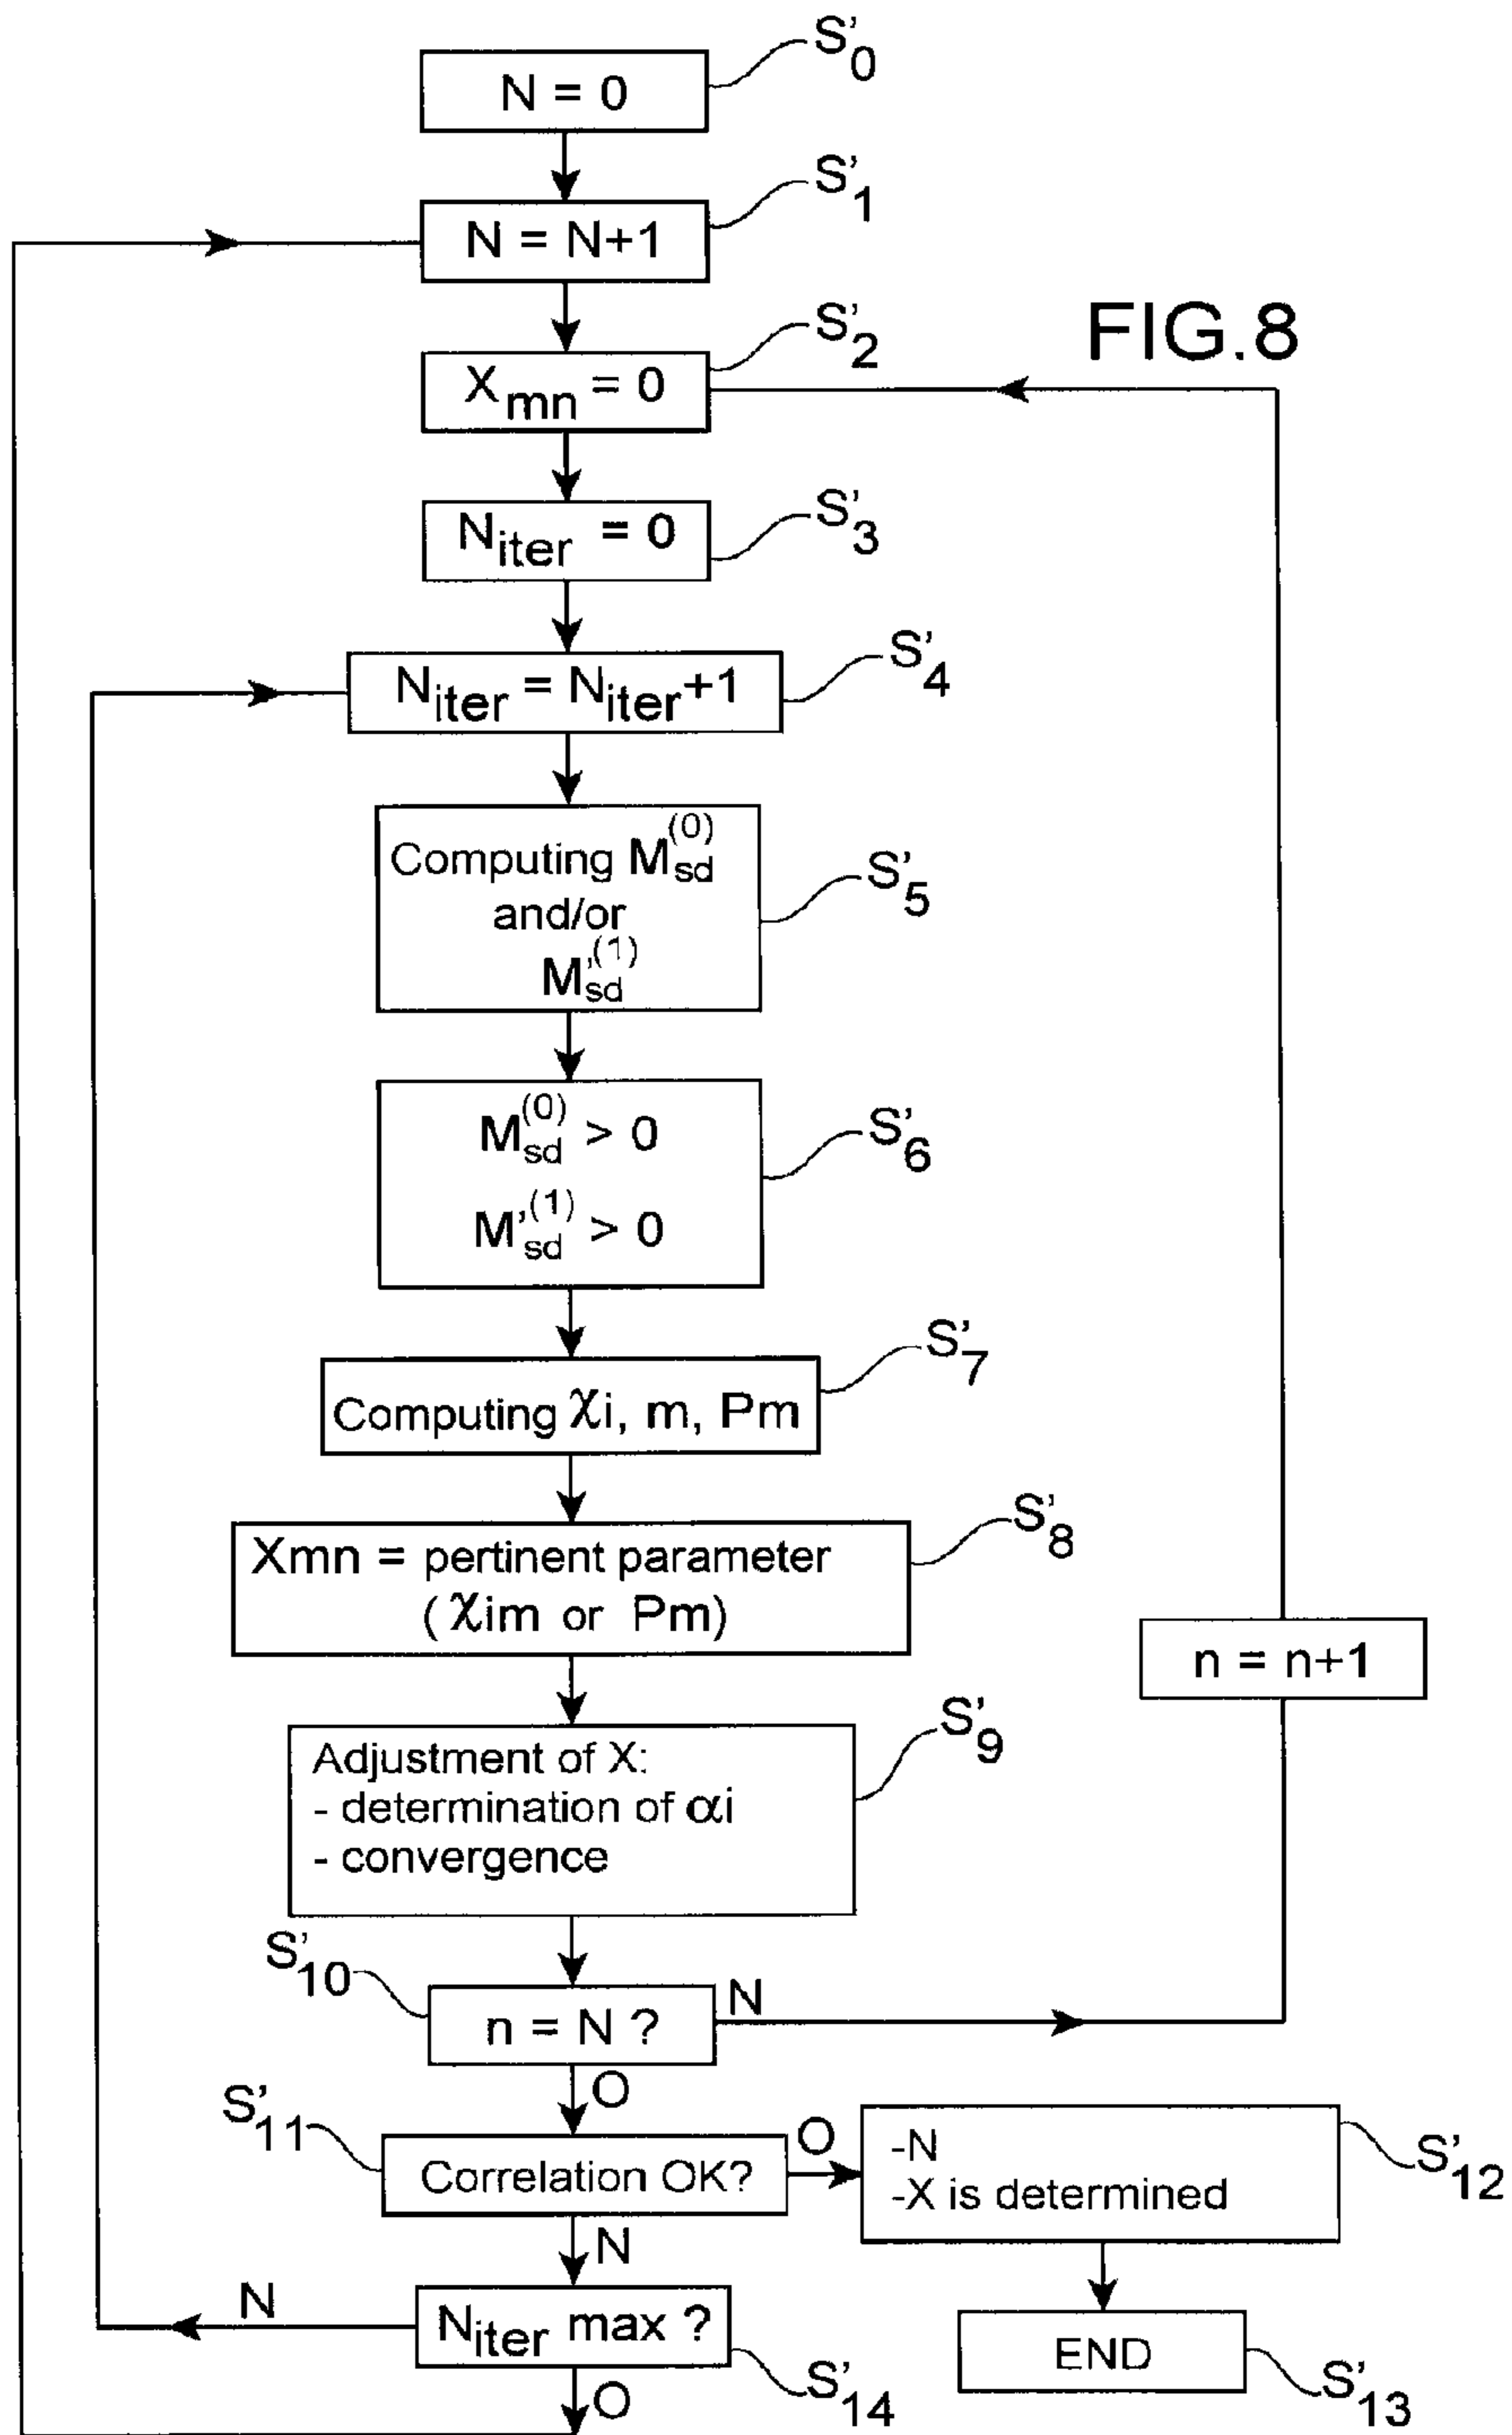 S'0
N = 0
S'1
N = N+1
FIG.8
S'2
Xmn = 0
S'3
Niter = 0
S'4
Niter = Niter+1
S'5
Computing Msd(0)
and/or
M'sd(1)
S'6
Msd(0) > 0
M'sd(1) > 0
S'7
Computing χi, m, Pm
S'8
Xmn = pertinent parameter
( χim or Pm)
n = n+1
S'9
Adjustment of X:
- determination of αi
- convergence
S'10
n = N ?
N
O
S'11
Correlation OK?
O
-N
-X is determined
S'12
N
Niter max ?
N
S'14
O
END
S'13